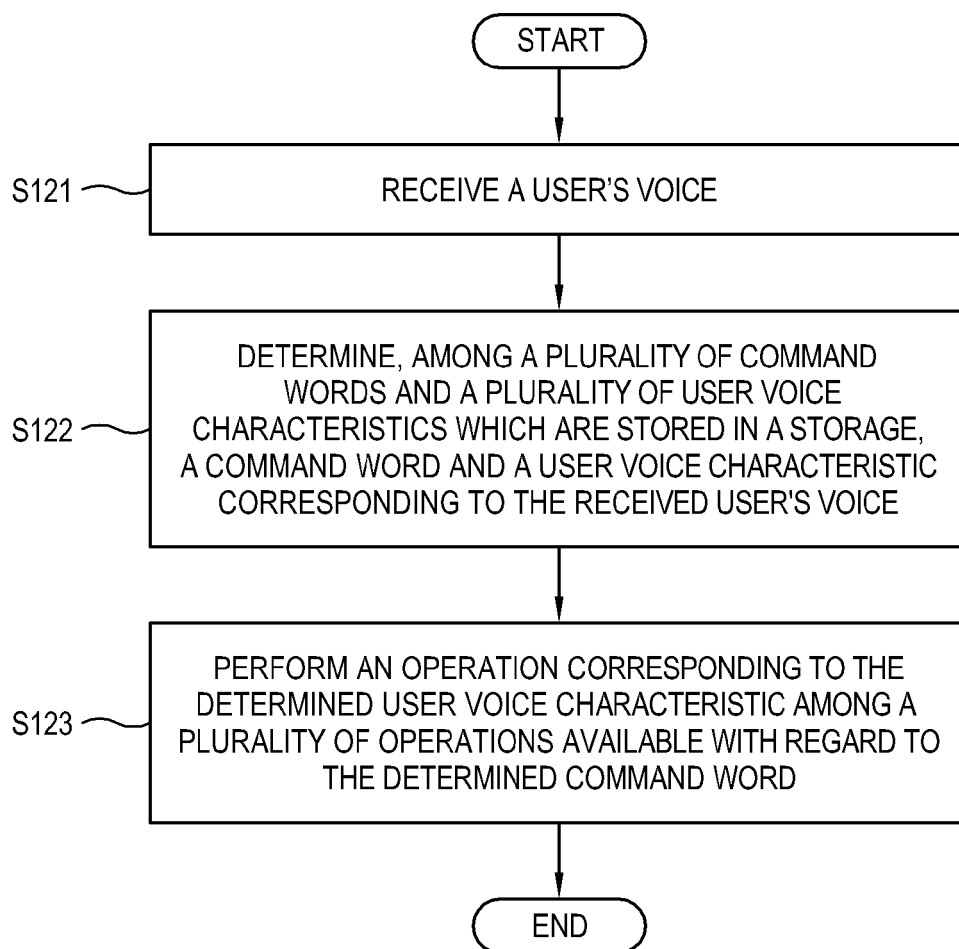 START
S121
RECEIVE A USER'S VOICE
S122
DETERMINE, AMONG A PLURALITY OF COMMAND
WORDS AND A PLURALITY OF USER VOICE
CHARACTERISTICS WHICH ARE STORED IN A STORAGE,
A COMMAND WORD AND A USER VOICE CHARACTERISTIC
CORRESPONDING TO THE RECEIVED USER'S VOICE
S123
PERFORM AN OPERATION CORRESPONDING TO THE
DETERMINED USER VOICE CHARACTERISTIC AMONG A
PLURALITY OF OPERATIONS AVAILABLE WITH REGARD TO
THE DETERMINED COMMAND WORD
END